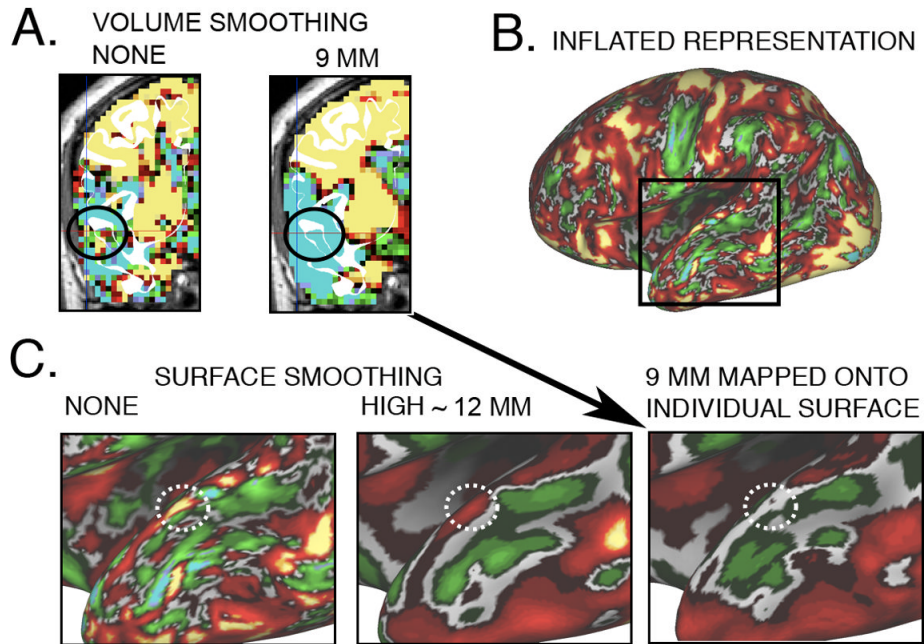 A. VOLUME SMOOTHING
NONE
9 MM
B. INFLATED REPRESENTATION
C. SURFACE SMOOTHING
NONE
HIGH ~ 12 MM
9 MM MAPPED ONTO
INDIVIDUAL SURFACE